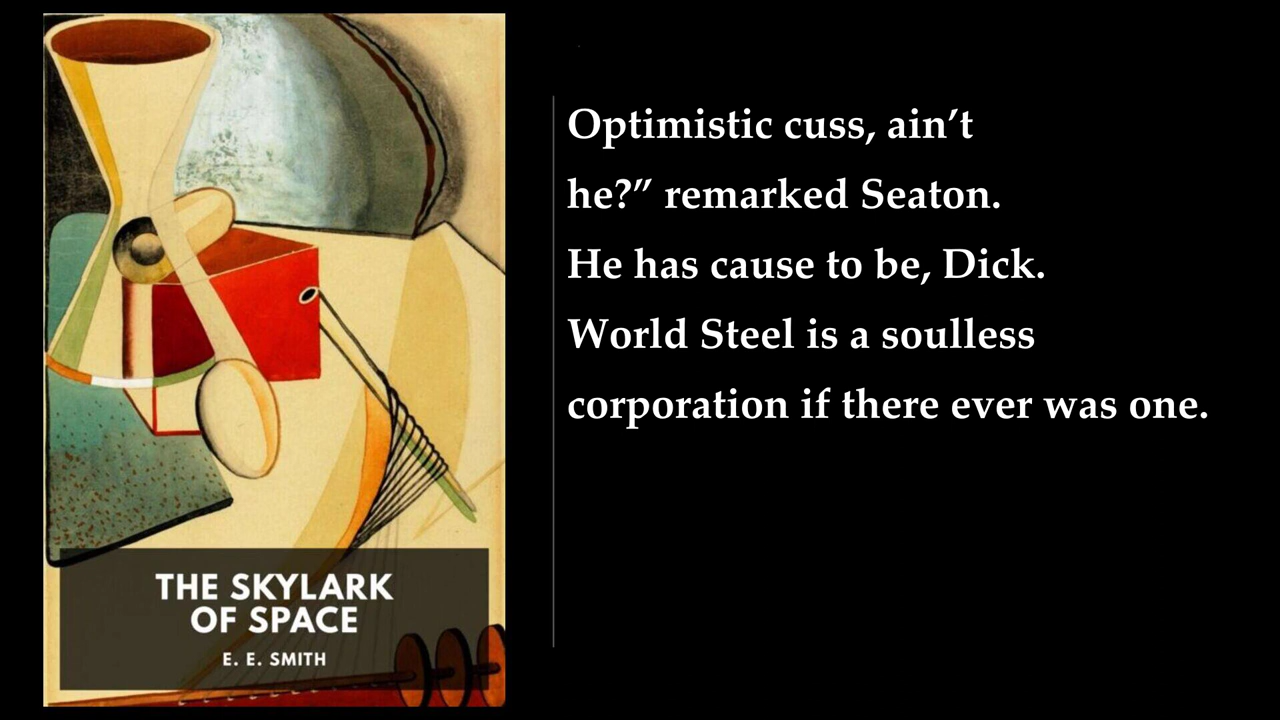 THE SKYLARK
OF SPACE
E. E. SMITH
Optimistic cuss, ain’t
he?” remarked Seaton.
He has cause to be, Dick.
World Steel is a soulless
corporation if there ever was one.